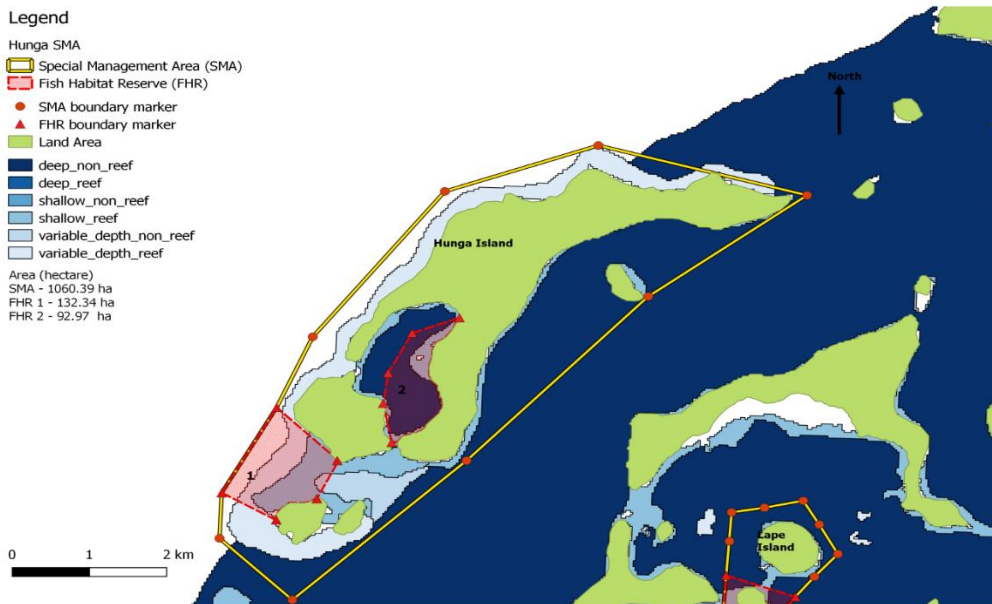 Legend
Hunga SMA
Special Management Area (SMA)
Fish Habitat Reserve (FHR)
SMA boundary marker
FHR boundary marker
Land Area
deep_non_reef
deep_reef
shallow_non_reef
shallow_reef
variable_depth_non_reef
variable_depth_reef
Area (hectare)
SMA - 1060.39 ha
FHR 1 - 132.34 ha
FHR 2 - 92.97 ha
North
Hunga Island
2
1
Lape
Island
0 1 2 km